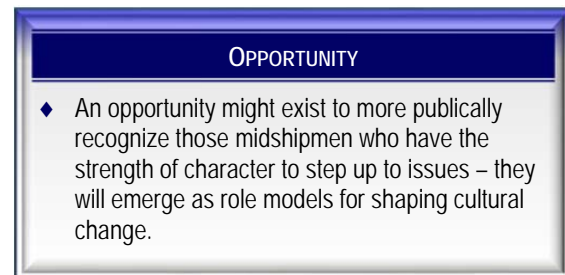 OPPORTUNITY
♦ An opportunity might exist to more publically
recognize those midshipmen who have the
strength of character to step up to issues – they
will emerge as role models for shaping cultural
change.